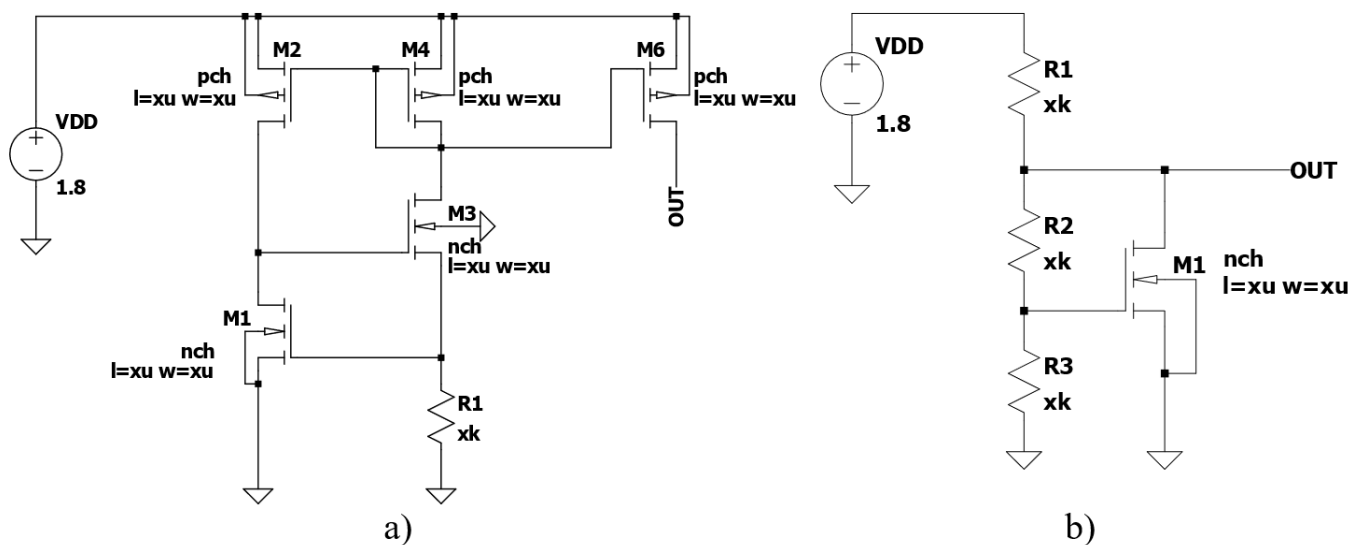 M2
M4
M6
pch
l=xu w=xu
pch
l=xu w=xu
pch
l=xu w=xu
VDD
+
−
1.8
M3
nch
l=xu w=xu
OUT
M1
nch
l=xu w=xu
R1
xk
a)
VDD
+
−
1.8
R1
xk
OUT
R2
xk
M1
nch
l=xu w=xu
R3
xk
b)